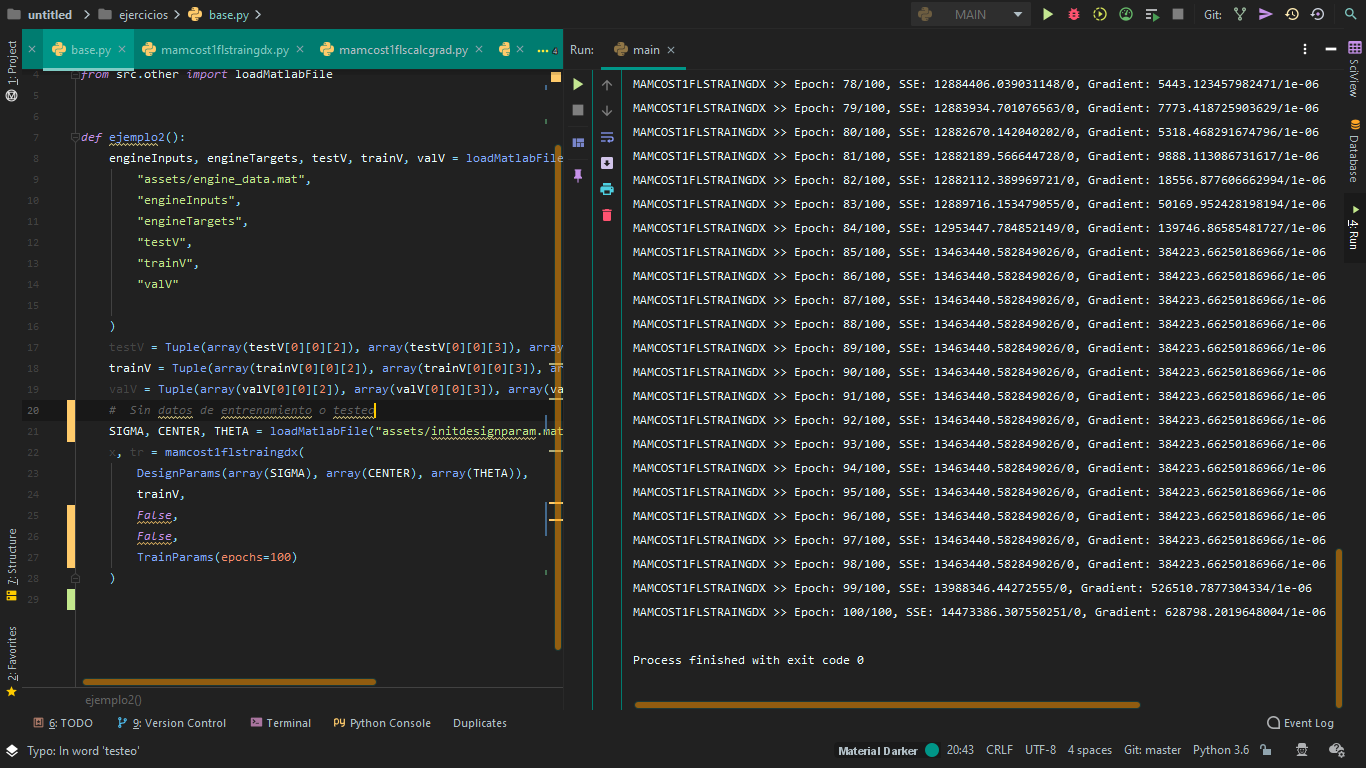 untitled ejercicios base.py MAIN Git:
base.py mamcost1flstraingdx.py mamcost1flscalcgrad.py 4 Run: main
1: Project
7: Structure
2: Favorites
4 from src.other import loadMatlabFile
5
6
7 def ejemplo2():
8 engineInputs, engineTargets, testV, trainV, valV = loadMatlabFile
9 "assets/engine_data.mat",
10 "engineInputs",
11 "engineTargets",
12 "testV",
13 "trainV",
14 "valV"
15
16 )
17 testV = Tuple(array(testV[0][0][2]), array(testV[0][0][3]), array
18 trainV = Tuple(array(trainV[0][0][2]), array(trainV[0][0][3]), ar
19 valV = Tuple(array(valV[0][0][2]), array(valV[0][0][3]), array(va
20 # Sin datos de entrenamiento o testeo
21 SIGMA, CENTER, THETA = loadMatlabFile("assets/initdesignparam.mat
22 x, tr = mamcost1flstraingdx(
23 DesignParams(array(SIGMA), array(CENTER), array(THETA)),
24 trainV,
25 False,
26 False,
27 TrainParams(epochs=100)
28 )
29
ejemplo2()
MAMCOST1FLSTRAINGDX >> Epoch: 78/100, SSE: 12884406.039031148/0, Gradient: 5443.123457982471/1e-06
MAMCOST1FLSTRAINGDX >> Epoch: 79/100, SSE: 12883934.701076563/0, Gradient: 7773.418725903629/1e-06
MAMCOST1FLSTRAINGDX >> Epoch: 80/100, SSE: 12882670.142040202/0, Gradient: 5318.468291674796/1e-06
MAMCOST1FLSTRAINGDX >> Epoch: 81/100, SSE: 12882189.566644728/0, Gradient: 9888.113086731617/1e-06
MAMCOST1FLSTRAINGDX >> Epoch: 82/100, SSE: 12882112.389969721/0, Gradient: 18556.877606662994/1e-06
MAMCOST1FLSTRAINGDX >> Epoch: 83/100, SSE: 12889716.153479055/0, Gradient: 50169.952428198194/1e-06
MAMCOST1FLSTRAINGDX >> Epoch: 84/100, SSE: 12953447.784852149/0, Gradient: 139746.86585481727/1e-06
MAMCOST1FLSTRAINGDX >> Epoch: 85/100, SSE: 13463440.582849026/0, Gradient: 384223.66250186966/1e-06
MAMCOST1FLSTRAINGDX >> Epoch: 86/100, SSE: 13463440.582849026/0, Gradient: 384223.66250186966/1e-06
MAMCOST1FLSTRAINGDX >> Epoch: 87/100, SSE: 13463440.582849026/0, Gradient: 384223.66250186966/1e-06
MAMCOST1FLSTRAINGDX >> Epoch: 88/100, SSE: 13463440.582849026/0, Gradient: 384223.66250186966/1e-06
MAMCOST1FLSTRAINGDX >> Epoch: 89/100, SSE: 13463440.582849026/0, Gradient: 384223.66250186966/1e-06
MAMCOST1FLSTRAINGDX >> Epoch: 90/100, SSE: 13463440.582849026/0, Gradient: 384223.66250186966/1e-06
MAMCOST1FLSTRAINGDX >> Epoch: 91/100, SSE: 13463440.582849026/0, Gradient: 384223.66250186966/1e-06
MAMCOST1FLSTRAINGDX >> Epoch: 92/100, SSE: 13463440.582849026/0, Gradient: 384223.66250186966/1e-06
MAMCOST1FLSTRAINGDX >> Epoch: 93/100, SSE: 13463440.582849026/0, Gradient: 384223.66250186966/1e-06
MAMCOST1FLSTRAINGDX >> Epoch: 94/100, SSE: 13463440.582849026/0, Gradient: 384223.66250186966/1e-06
MAMCOST1FLSTRAINGDX >> Epoch: 95/100, SSE: 13463440.582849026/0, Gradient: 384223.66250186966/1e-06
MAMCOST1FLSTRAINGDX >> Epoch: 96/100, SSE: 13463440.582849026/0, Gradient: 384223.66250186966/1e-06
MAMCOST1FLSTRAINGDX >> Epoch: 97/100, SSE: 13463440.582849026/0, Gradient: 384223.66250186966/1e-06
MAMCOST1FLSTRAINGDX >> Epoch: 98/100, SSE: 13463440.582849026/0, Gradient: 384223.66250186966/1e-06
MAMCOST1FLSTRAINGDX >> Epoch: 99/100, SSE: 13988346.44272555/0, Gradient: 526510.7877304334/1e-06
MAMCOST1FLSTRAINGDX >> Epoch: 100/100, SSE: 14473386.307550251/0, Gradient: 628798.2019648004/1e-06
Process finished with exit code 0
SciView
Database
4: Run
6: TODO 9: Version Control Terminal Python Console Duplicates Event Log
Typo: In word 'testeo' Material Darker 20:43 CRLF UTF-8 4 spaces Git: master Python 3.6